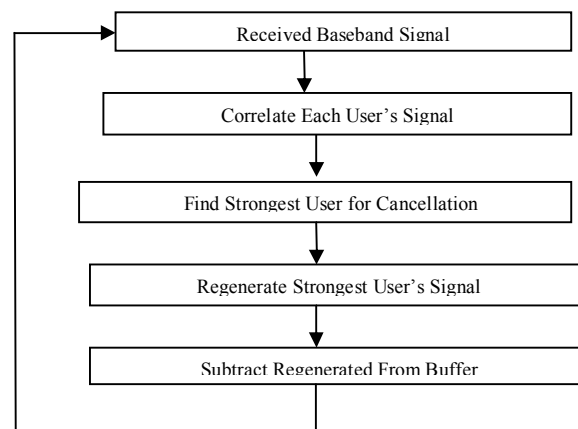 Received Baseband Signal
Correlate Each User's Signal
Find Strongest User for Cancellation
Regenerate Strongest User's Signal
Subtract Regenerated From Buffer